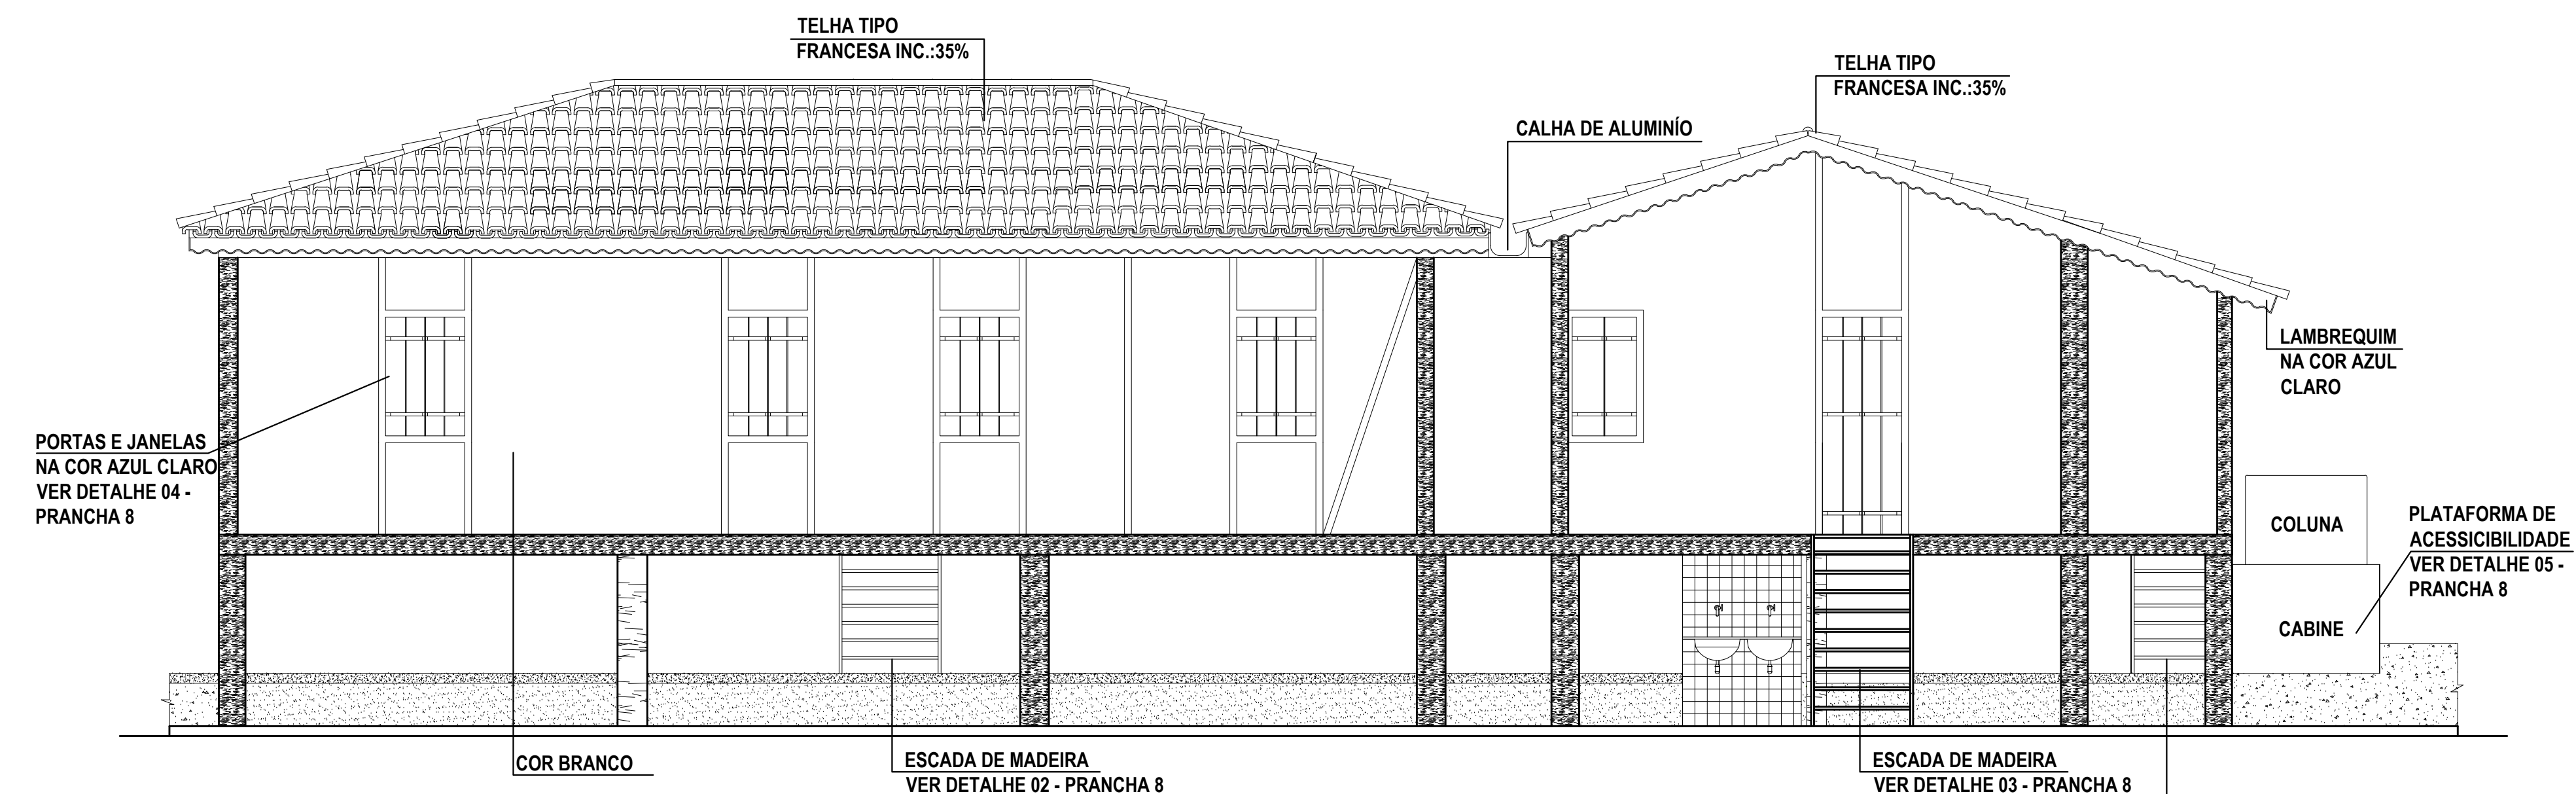 TELHA TIPO
FRANCESA INC.:35%
TELHA TIPO
FRANCESA INC.:35%
CALHA DE ALUMINÍO
LAMBREQUIM
NA COR AZUL
CLARO
PORTAS E JANELAS
NA COR AZUL CLARO
VER DETALHE 04 -
PRANCHA 8
COLUNA
PLATAFORMA DE
ACESSICIBILIDADE
VER DETALHE 05 -
PRANCHA 8
CABINE
COR BRANCO
ESCADA DE MADEIRA
VER DETALHE 02 - PRANCHA 8
ESCADA DE MADEIRA
VER DETALHE 03 - PRANCHA 8